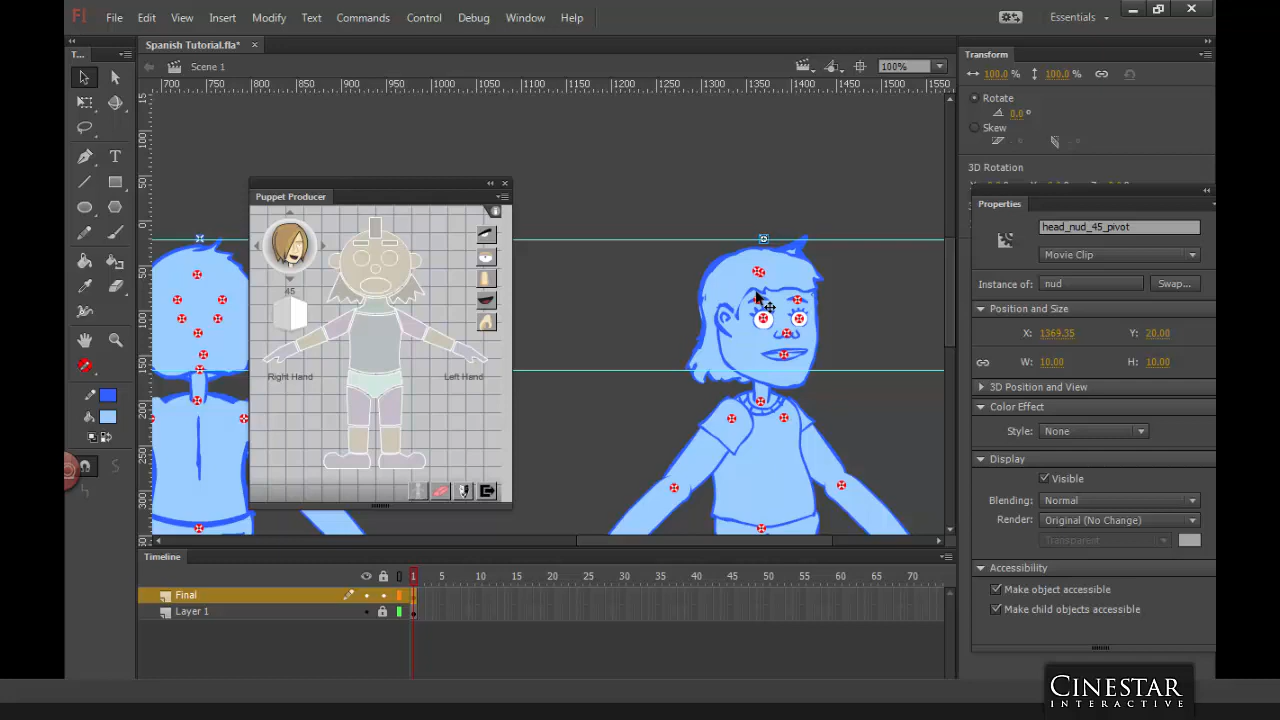 Fl File Edit View Insert Modify Text Commands Control Debug Window Help Essentials
T...
Spanish Tutorial.fla*
Scene 1
100%
700 750 800 850 900 950 1000 1050 1100 1150 1200 1250 1300 1350 1400 1450 1500 1550
Transform
100.0 % 100.0 %
Rotate
0.0 °
Skew
3D Rotation
Puppet Producer
45
Right Hand Left Hand
Properties
head_nud_45_pivot
Movie Clip
Instance of: nud Swap...
Position and Size
X: 1369.35 Y: 20.00
W: 10.00 H: 10.00
3D Position and View
Color Effect
Style: None
Display
Visible
Blending: Normal
Render: Original (No Change)
Transparent
Accessibility
Make object accessible
Make child objects accessible
Timeline
1 5 10 15 20 25 30 35 40 45 50 55 60 65 70
Final
Layer 1
CINESTAR
INTERACTIVE